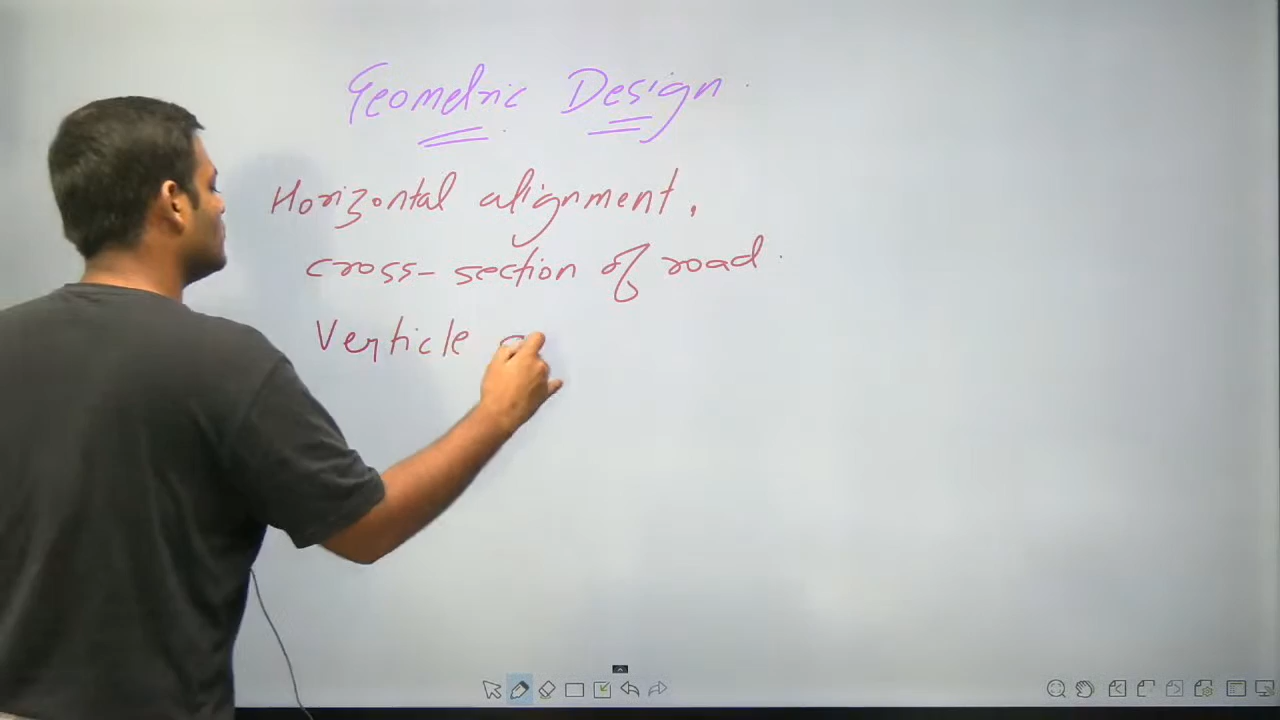 Geometric Design
Horizontal alignment,
cross-section of road
Verticle